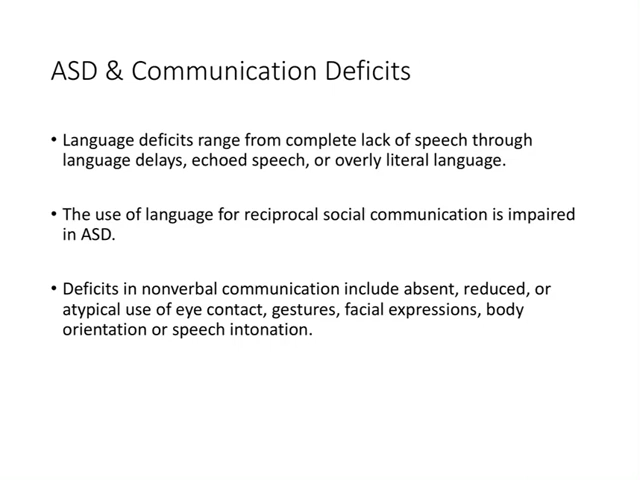 ASD & Communication Deficits
• Language deficits range from complete lack of speech through
language delays, echoed speech, or overly literal language.
• The use of language for reciprocal social communication is impaired
in ASD.
• Deficits in nonverbal communication include absent, reduced, or
atypical use of eye contact, gestures, facial expressions, body
orientation or speech intonation.